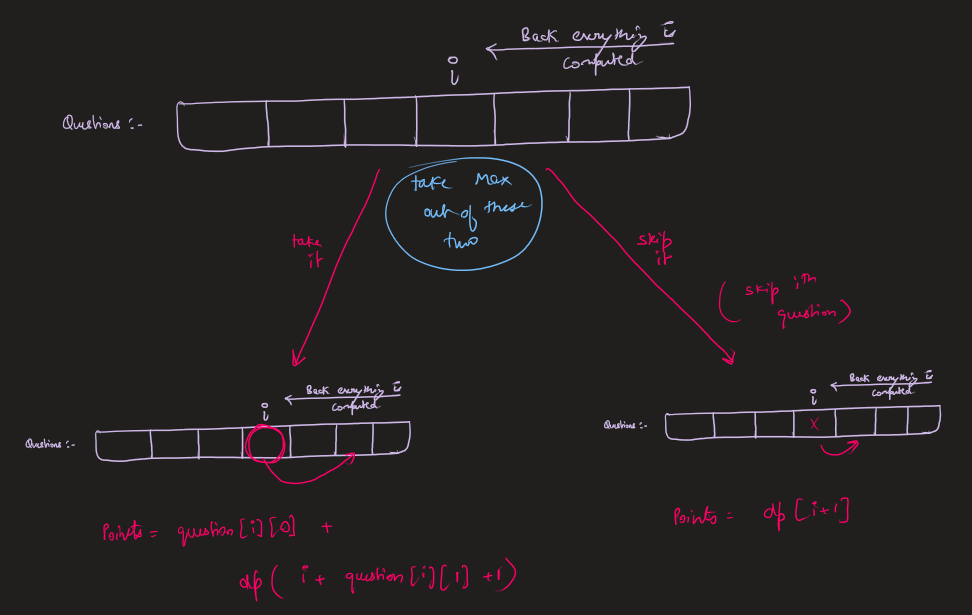 Back everything is
computed
i
Questions :-
take Max
out of these
two
take
it
skip
it
( skip ith
question )
Back everything is
computed
i
Questions :-
Back everything is
computed
i
Questions :-
X
Points = question[i][0] +
dp( i + question[i][1] +1)
Points = dp[i+1]